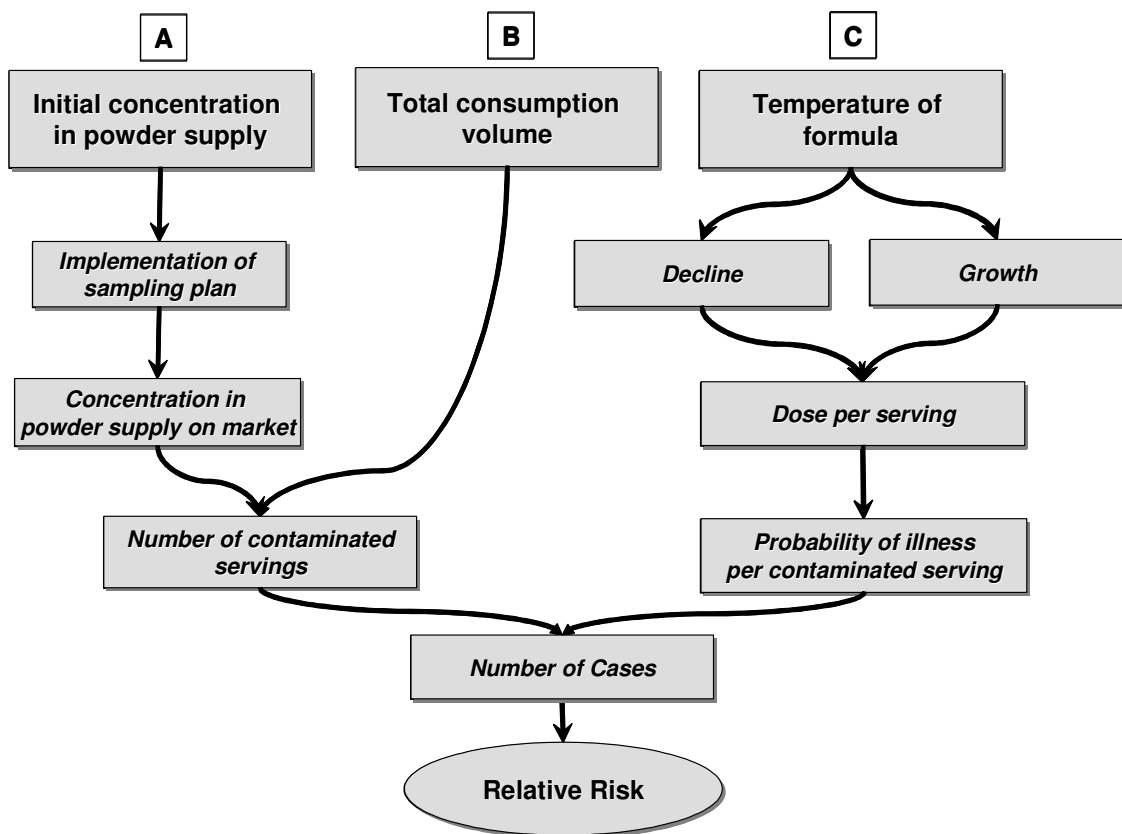 A
B
C
Initial concentration
in powder supply
Total consumption
volume
Temperature of
formula
Implementation of
sampling plan
Decline
Growth
Concentration in
powder supply on market
Dose per serving
Number of contaminated
servings
Probability of illness
per contaminated serving
Number of Cases
Relative Risk